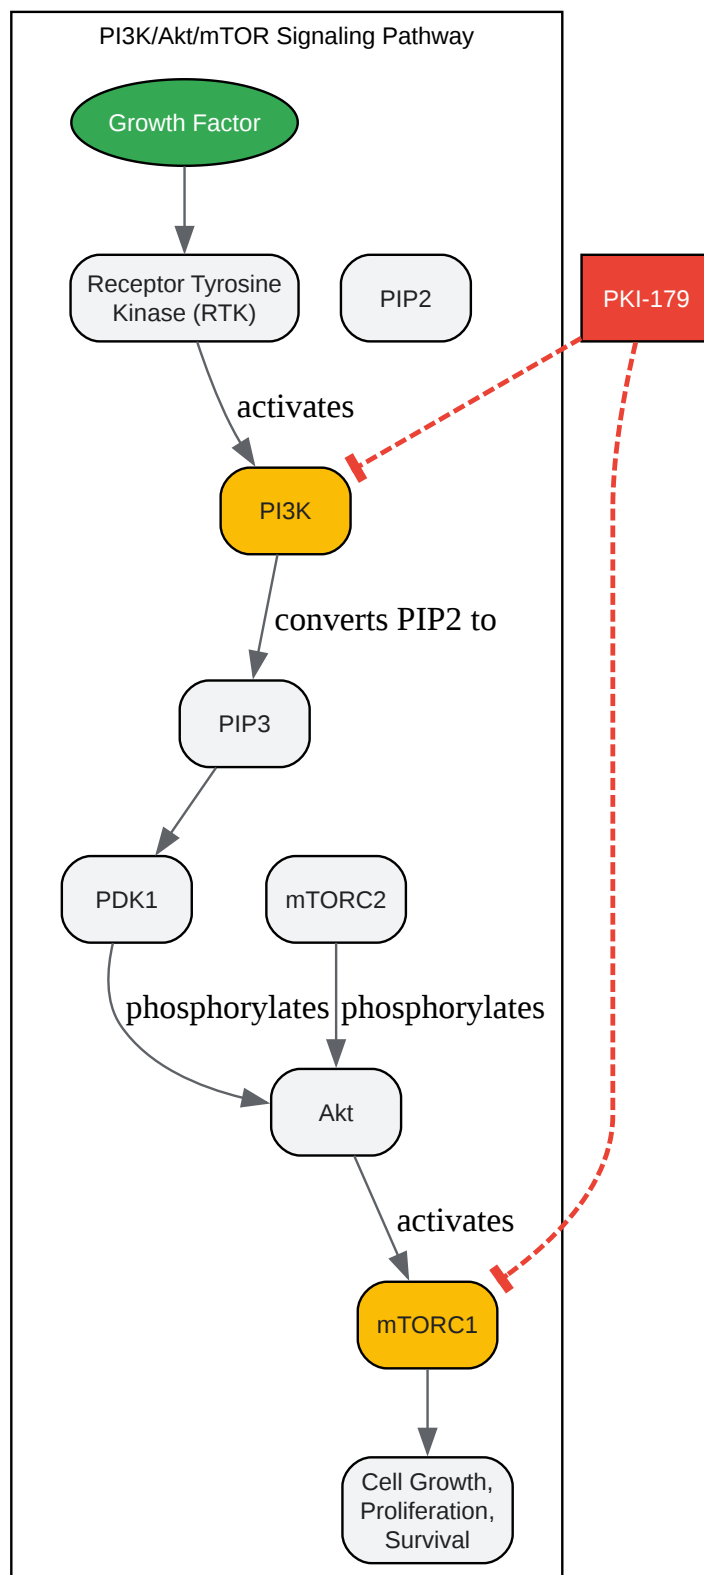 PI3K/Akt/mTOR Signaling Pathway
Growth Factor
Receptor Tyrosine
Kinase (RTK)
PIP2
PKI-179
activates
PI3K
converts PIP2 to
PIP3
PDK1
mTORC2
phosphorylates
phosphorylates
Akt
activates
mTORC1
Cell Growth,
Proliferation,
Survival